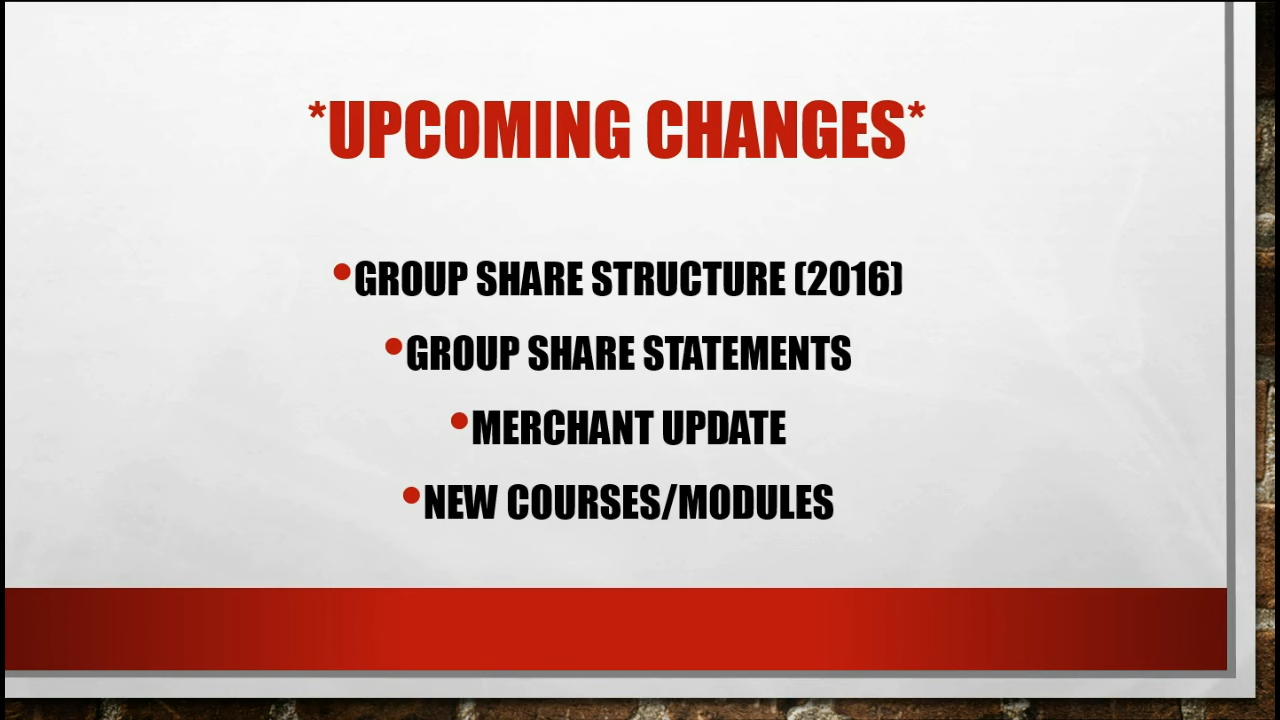 *UPCOMING CHANGES*
•GROUP SHARE STRUCTURE (2016)
•GROUP SHARE STATEMENTS
•MERCHANT UPDATE
•NEW COURSES/MODULES